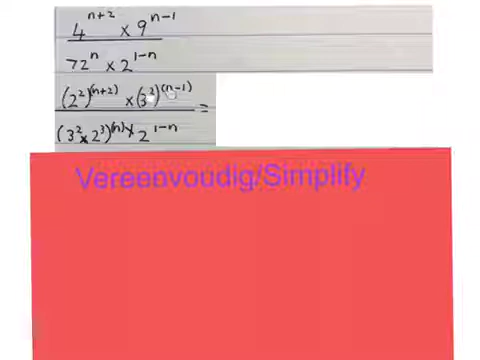 4^(n+2) × 9^(n-1)
72^n × 2^(1-n)
(2^2)^(n+2) × (3^2)^(n-1) =
(3^2 × 2^3)^(n) × 2^(1-n)
Vereenvoudig/Simplify